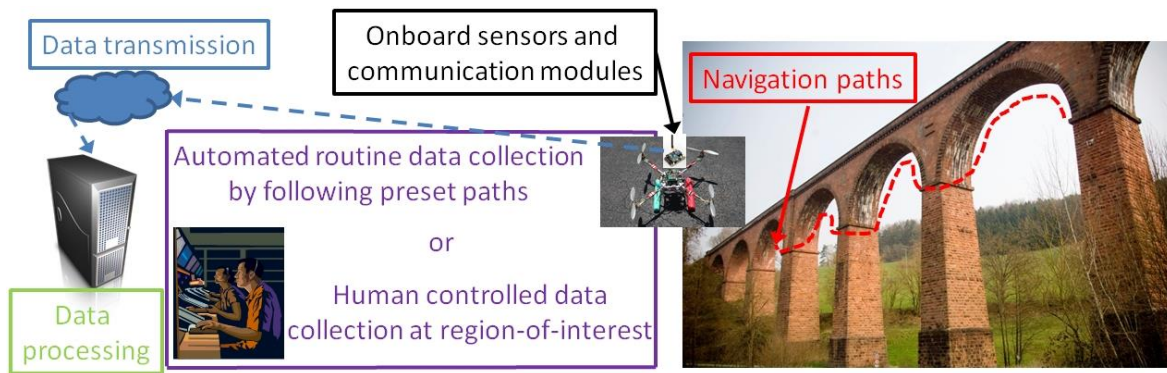 Data transmission
Onboard sensors and
communication modules
Navigation paths
Automated routine data collection
by following preset paths
or
Human controlled data
collection at region-of-interest
Data
processing